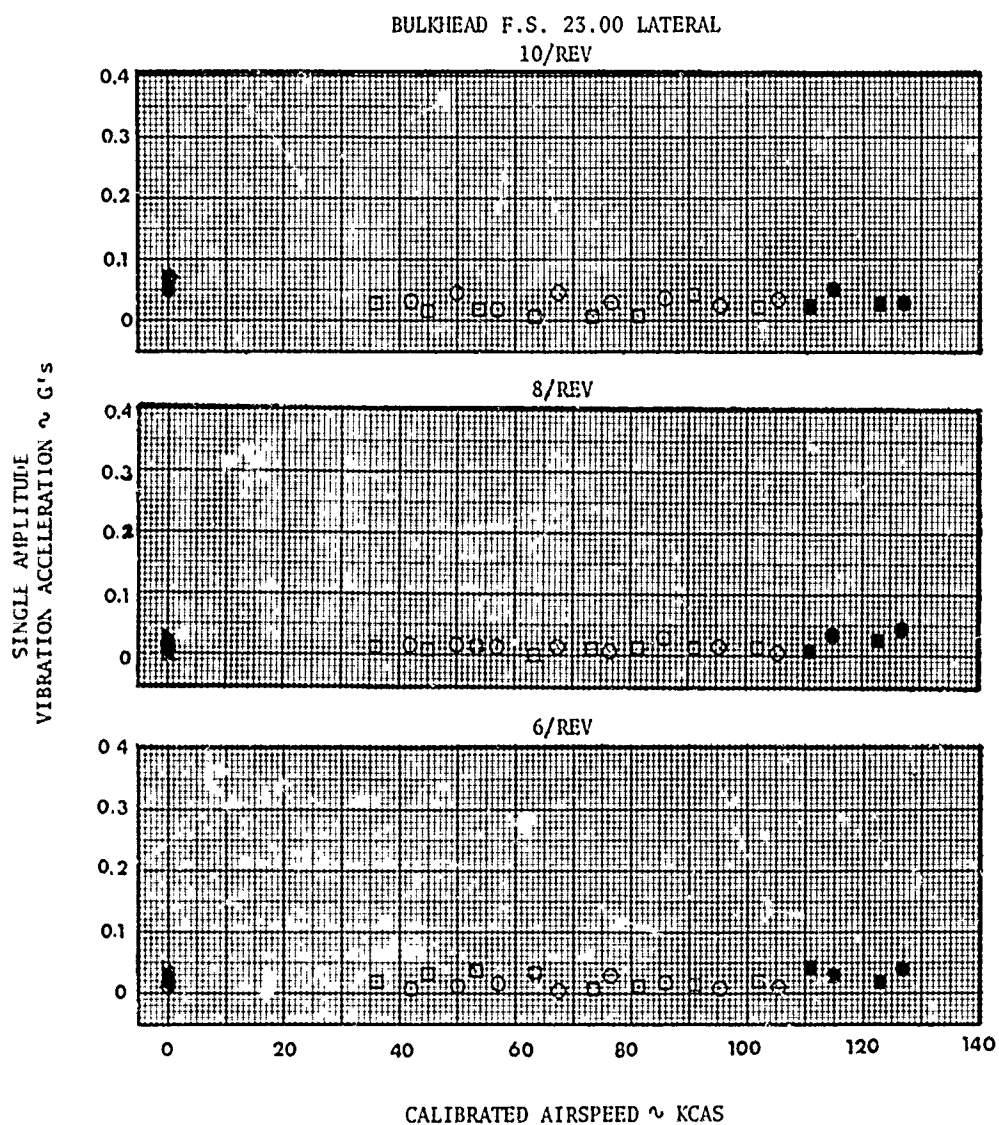 BULKHEAD F.S. 23.00 LATERAL
10/REV
0.4
0.3
0.2
0.1
0
8/REV
0.4
0.3
0.2
0.1
0
6/REV
0 4
0.3
0.2
0.1
0
0 20 40 60 80 100 120 140
SINGLE AMPLITUDE
VIBRATION ACCELERATION ~ G's
CALIBRATED AIRSPEED ~ KCAS